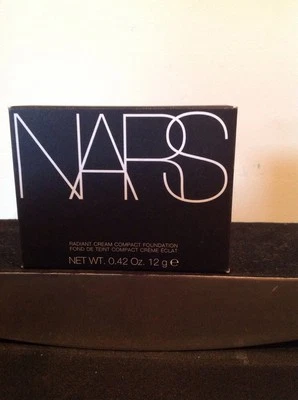 NARS
RADIANT CREAM COMPACT FOUNDATION
FOND DE TEINT COMPACT CRÈME ÉCLAT
NET WT. 0.42 Oz. 12 g ℮